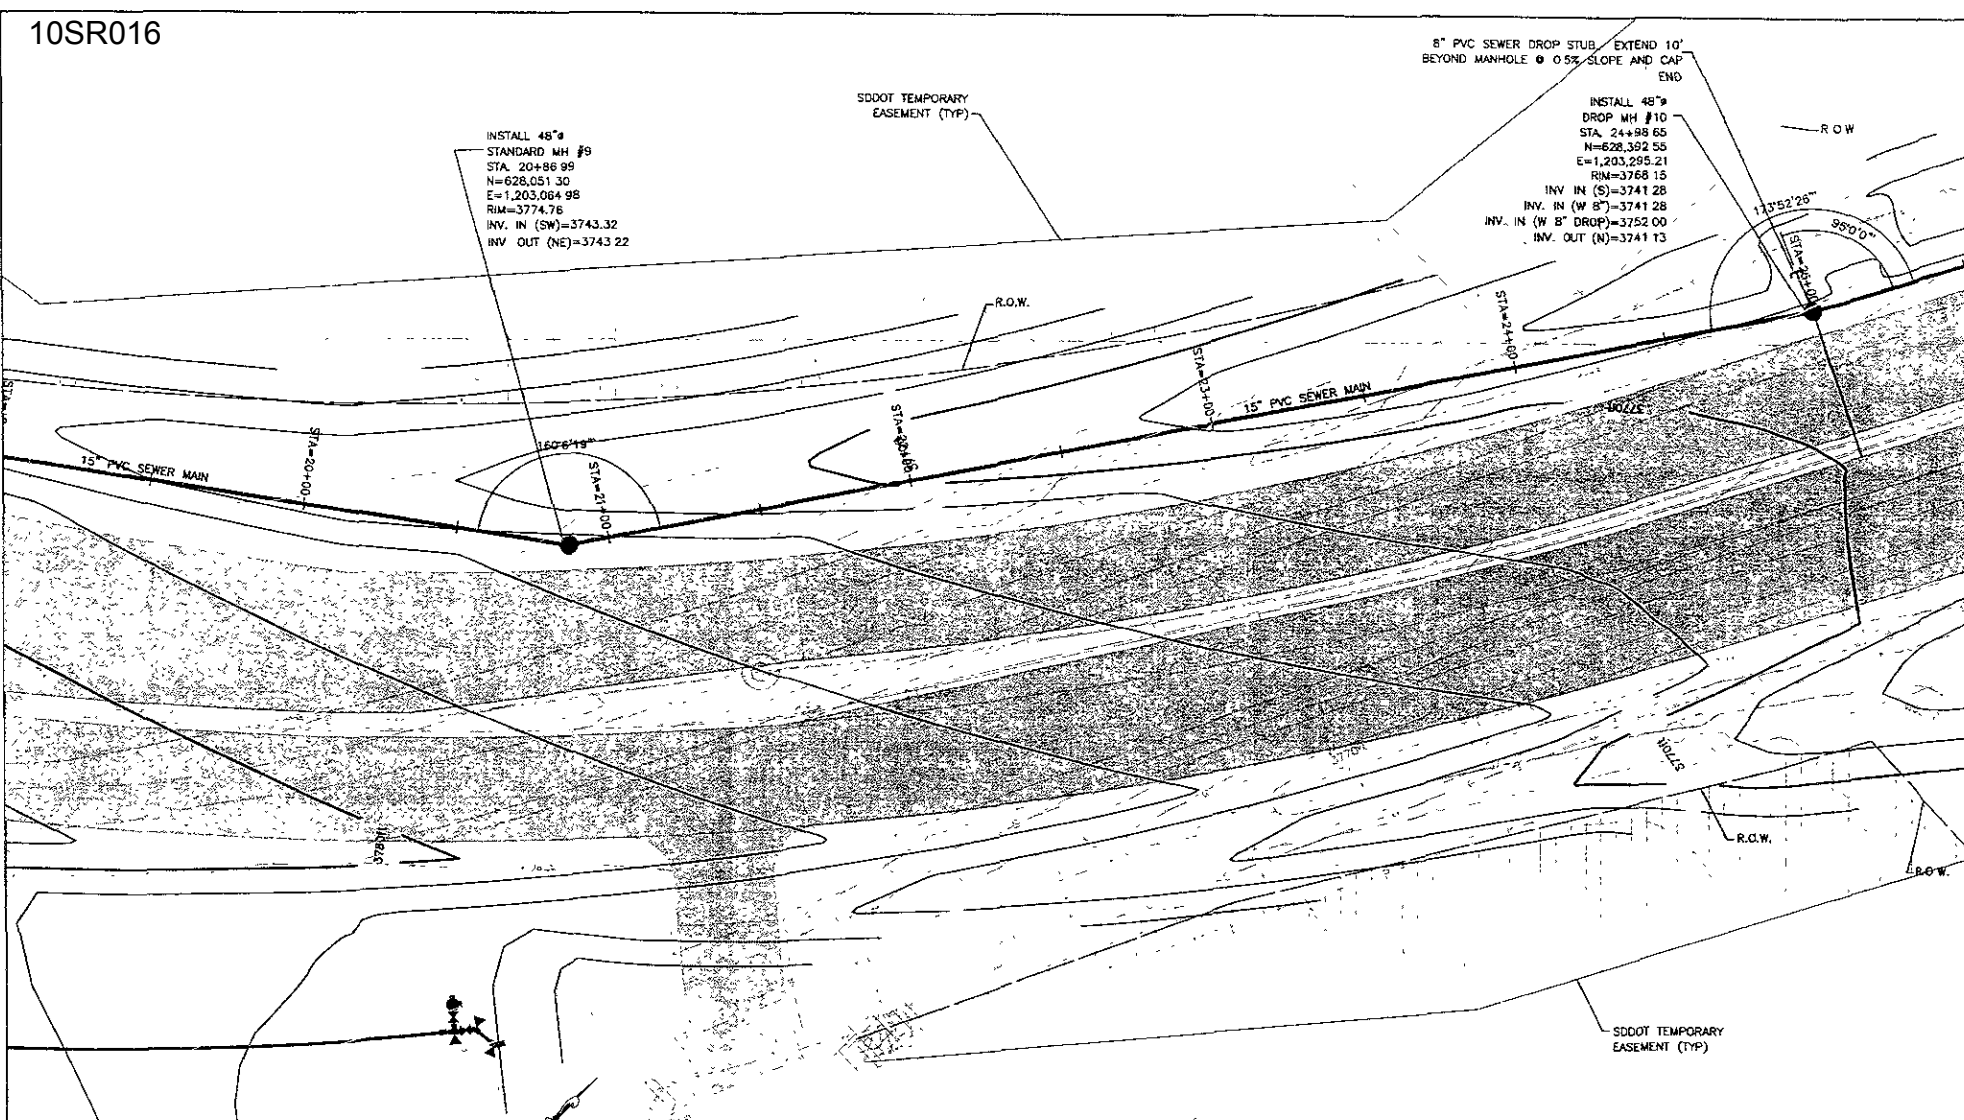 10SR016
8" PVC SEWER DROP STUB, EXTEND 10'
BEYOND MANHOLE @ 0.5% SLOPE AND CAP
END
SDDOT TEMPORARY
EASEMENT (TYP)
INSTALL 48"ø
DROP MH #10
STA. 24+98.65
N=628,392.55
E=1,203,295.21
RIM=3768.15
INV IN (S)=3741.28
INV. IN (W 8")=3741.28
INV. IN (W 8" DROP)=3752.00
INV. OUT (N)=3741.13
R O W
INSTALL 48"ø
STANDARD MH #9
STA. 20+86.99
N=628,051.30
E=1,203,064.98
RIM=3774.76
INV. IN (SW)=3743.32
INV OUT (NE)=3743.22
173°52'26"
95°0'0"
STA=25+00
R.O.W.
STA=24+00
STA=23+00
15" PVC SEWER MAIN
3770ft
160°6'19"
STA=20+00
15" PVC SEWER MAIN
STA=21+00
3770ft
3780ft
R.O.W.
R.O.W.
SDDOT TEMPORARY
EASEMENT (TYP)